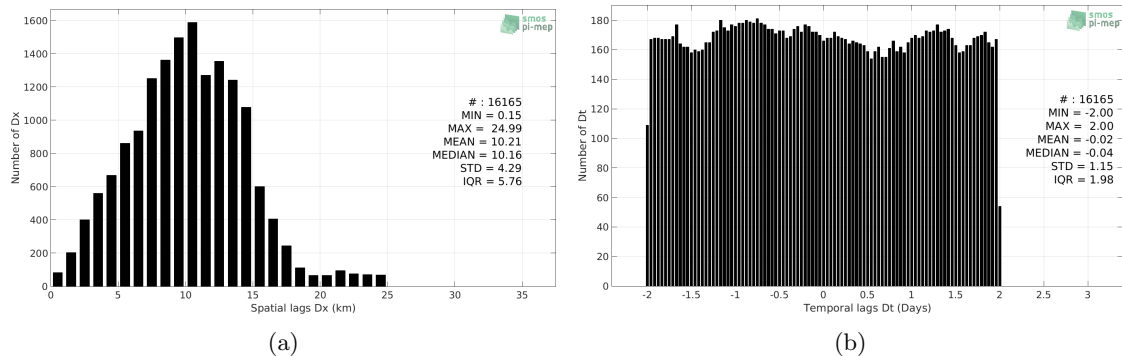 1600
1400
1200
1000
800
600
400
200
0
Number of Dx
0 5 10 15 20 25 30 35
Spatial lags Dx (km)
smos
pi-mep
# : 16165
MIN = 0.15
MAX = 24.99
MEAN = 10.21
MEDIAN = 10.16
STD = 4.29
IQR = 5.76
(a)
180
160
140
120
100
80
60
40
20
0
Number of Dt
-2 -1.5 -1 -0.5 0 0.5 1 1.5 2 2.5 3
Temporal lags Dt (Days)
smos
pi-mep
# : 16165
MIN = -2.00
MAX = 2.00
MEAN = -0.02
MEDIAN = -0.04
STD = 1.15
IQR = 1.98
(b)